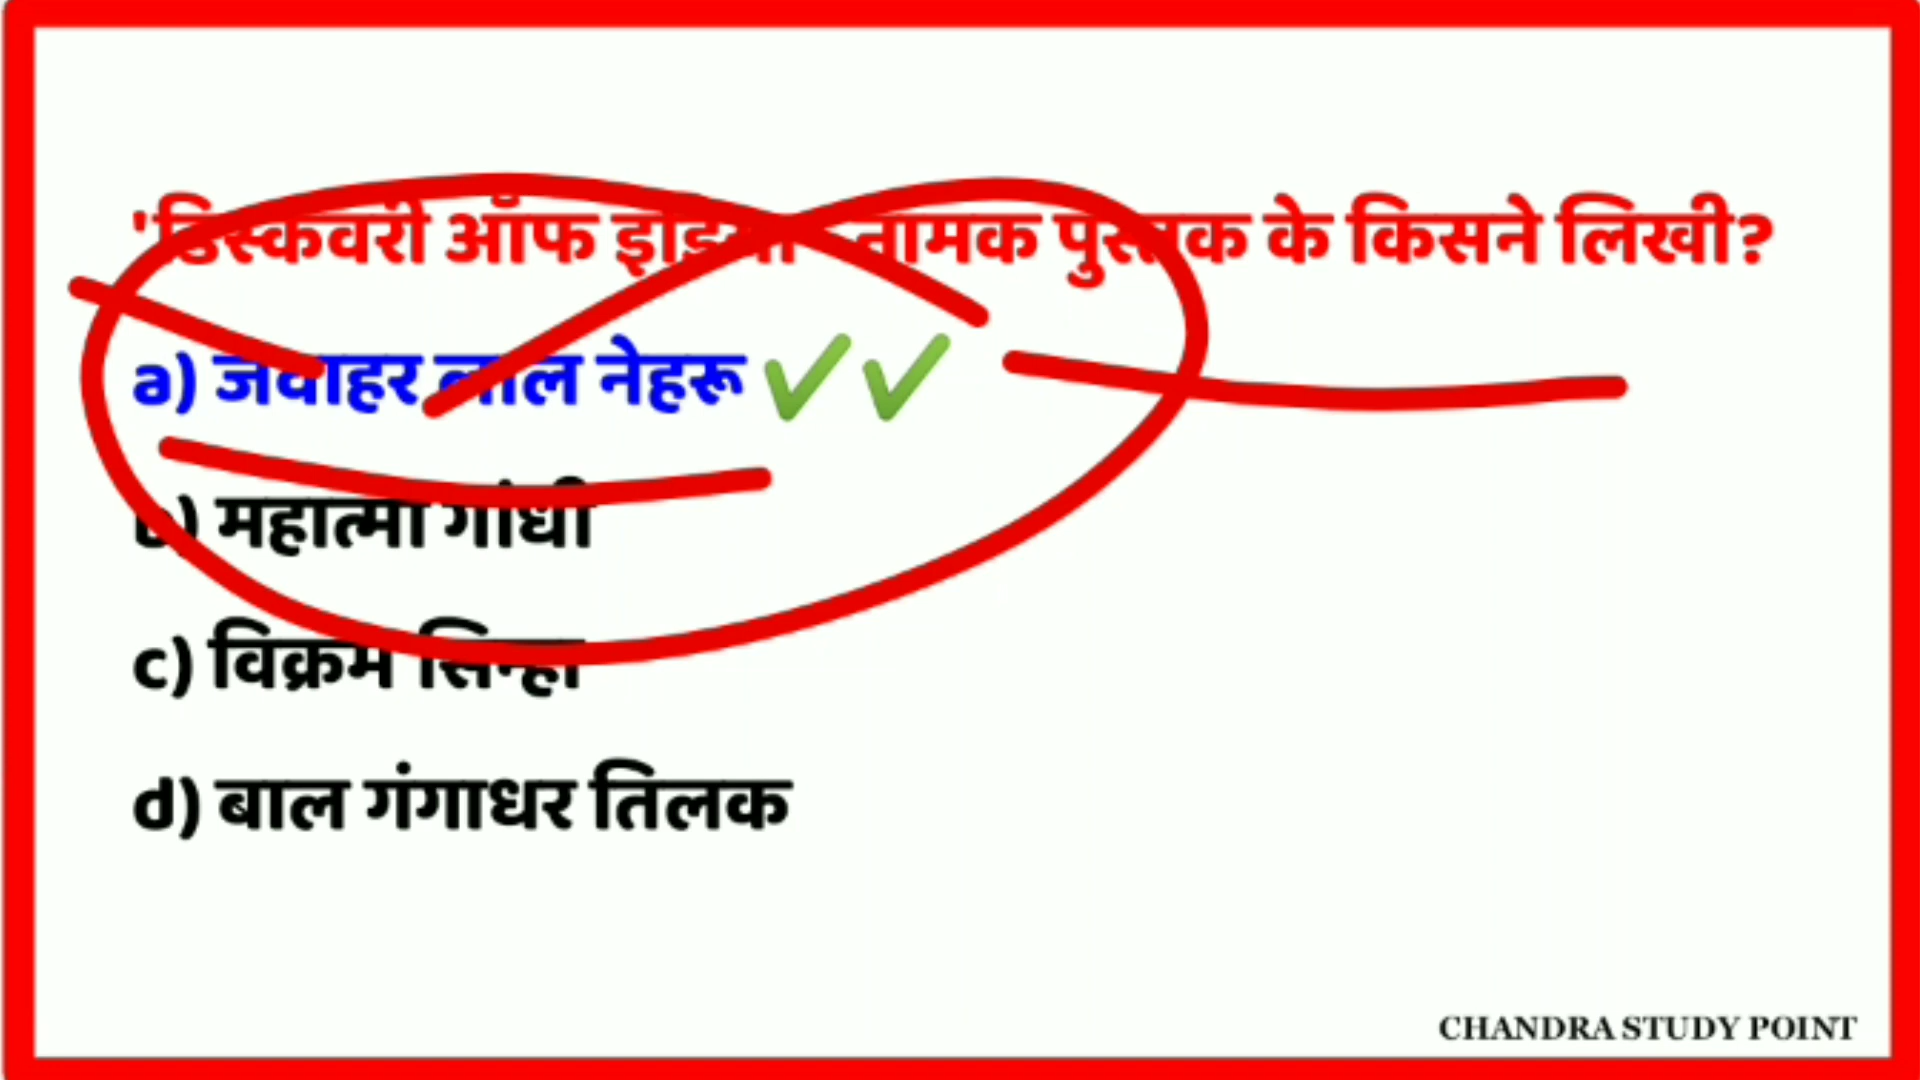 'डिस्कवरी ऑफ इंडिया' नामक पुस्तक के किसने लिखी?
a) जवाहर लाल नेहरू ✔✔
b) महात्मा गांधी
c) विक्रम सिन्हा
d) बाल गंगाधर तिलक
CHANDRA STUDY POINT